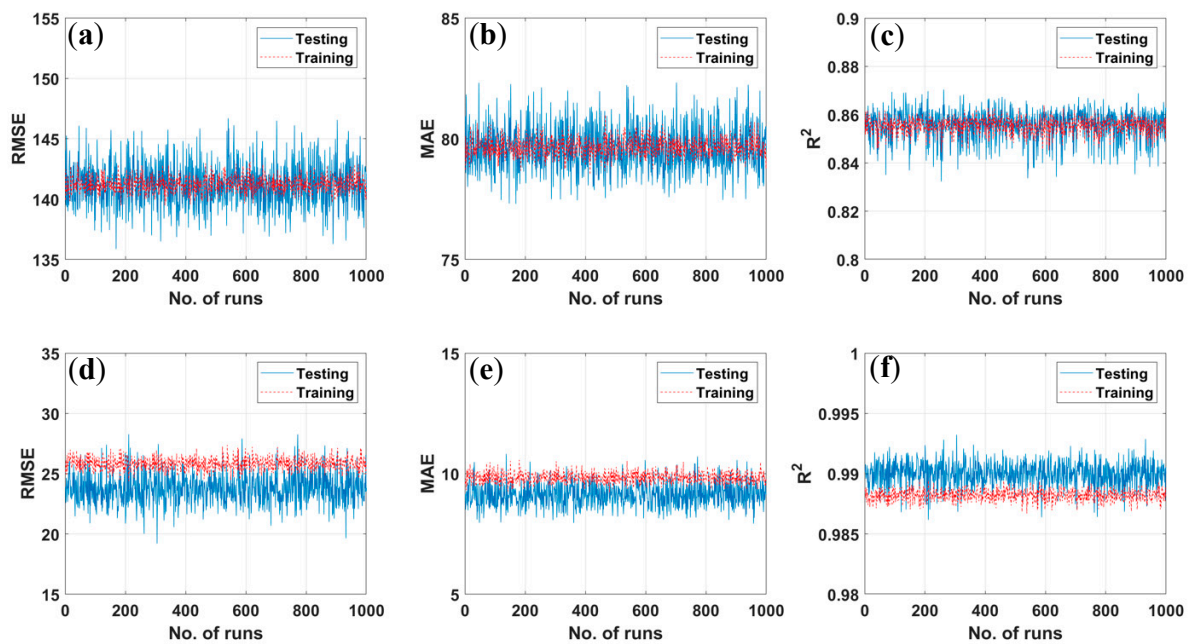 (a)
RMSE
155
150
145
140
135
0 200 400 600 800 1000
No. of runs
Testing
Training
(b)
MAE
85
80
75
0 200 400 600 800 1000
No. of runs
Testing
Training
(c)
R²
0.9
0.88
0.86
0.84
0.82
0.8
0 200 400 600 800 1000
No. of runs
Testing
Training
(d)
RMSE
35
30
25
20
15
0 200 400 600 800 1000
No. of runs
Testing
Training
(e)
MAE
15
10
5
0 200 400 600 800 1000
No. of runs
Testing
Training
(f)
R²
1
0.995
0.99
0.985
0.98
0 200 400 600 800 1000
No. of runs
Testing
Training